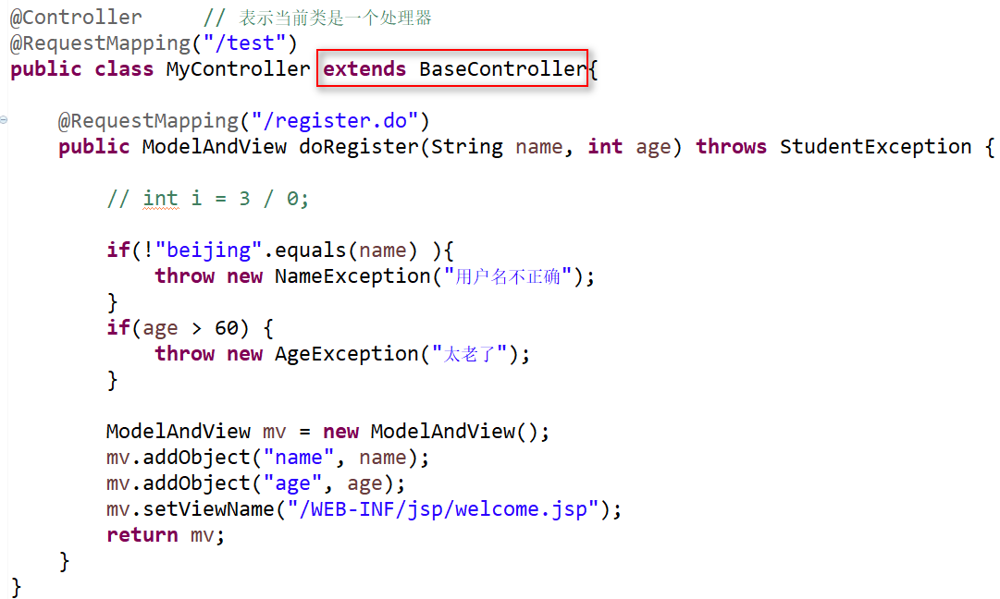 @Controller     // 表示当前类是一个处理器
@RequestMapping("/test")
public class MyController extends BaseController{
    @RequestMapping("/register.do")
    public ModelAndView doRegister(String name, int age) throws StudentException {
        // int i = 3 / 0;
        if(!"beijing".equals(name) ){
            throw new NameException("用户名不正确");
        }
        if(age > 60) {
            throw new AgeException("太老了");
        }
        ModelAndView mv = new ModelAndView();
        mv.addObject("name", name);
        mv.addObject("age", age);
        mv.setViewName("/WEB-INF/jsp/welcome.jsp");
        return mv;
    }
}